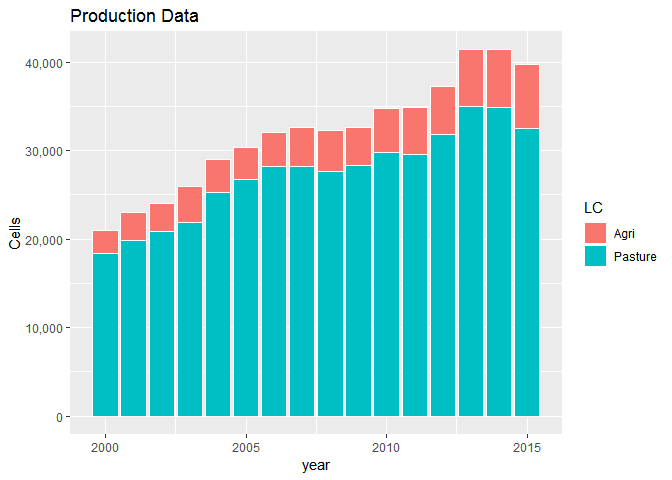 Production Data
Cells
40,000
30,000
20,000
10,000
0
2000 2005 2010 2015
year
LC
Agri
Pasture